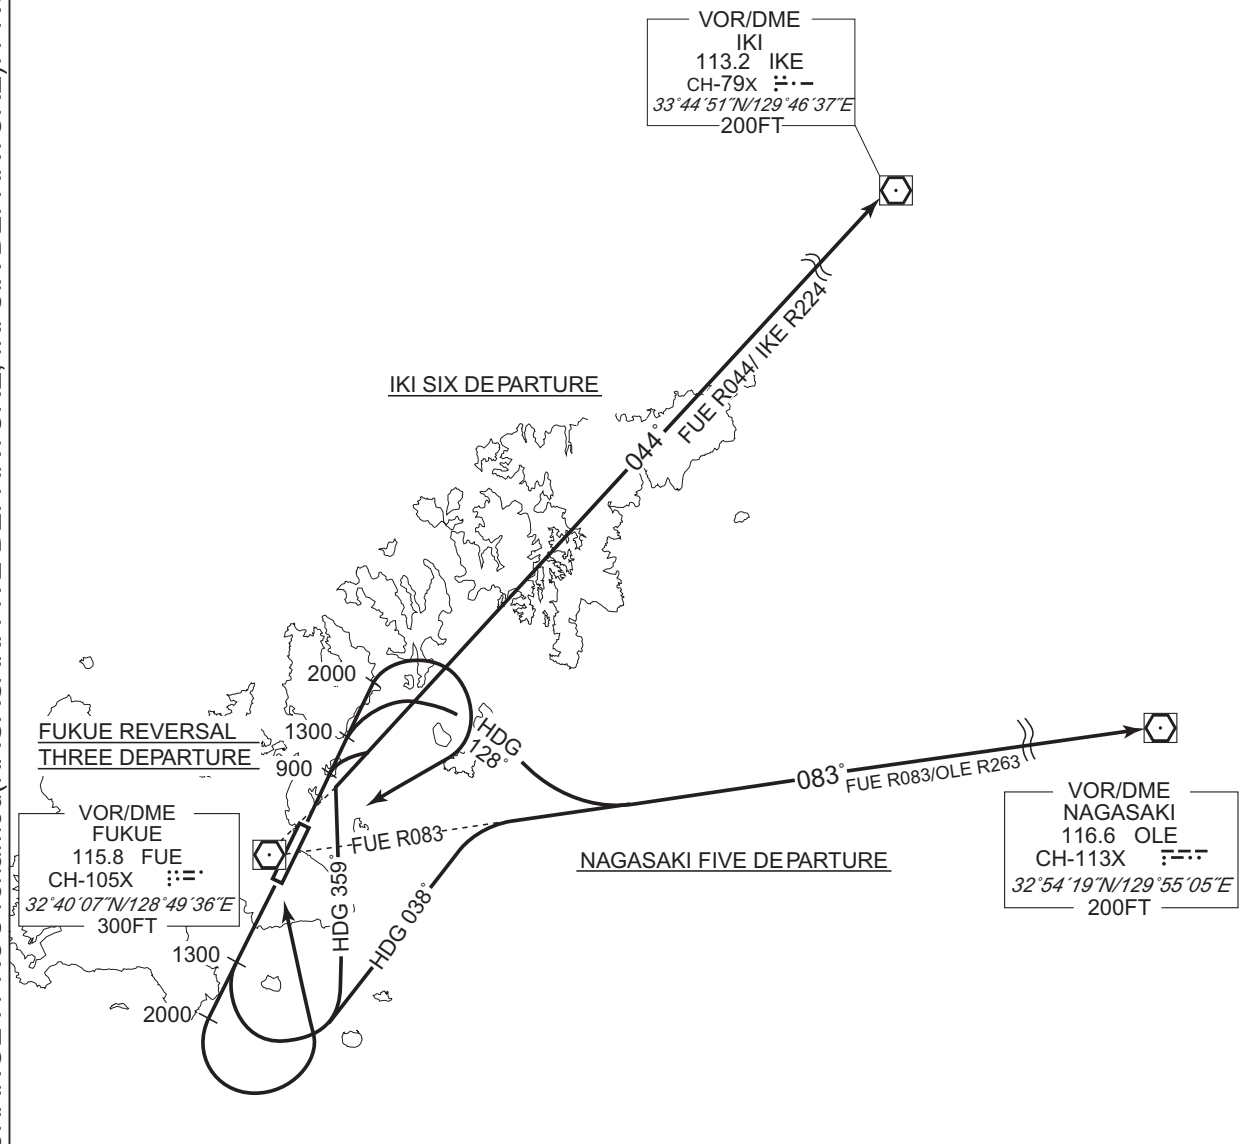 VOR/DME
IKI
113.2 IKE
CH-79X
33°44′51″N/129°46′37″E
200FT
FUE R044/ IKE R224
044°
IKI SIX DEPARTURE
2000
1300
900
FUKUE REVERSAL
THREE DEPARTURE
HDG
128°
083°
FUE R083/OLE R263
VOR/DME
FUKUE
115.8 FUE
CH-105X
32°40′07″N/128°49′36″E
300FT
FUE R083
NAGASAKI FIVE DEPARTURE
VOR/DME
NAGASAKI
116.6 OLE
CH-113X
32°54′19″N/129°55′05″E
200FT
HDG 359°
HDG 038°
1300
2000